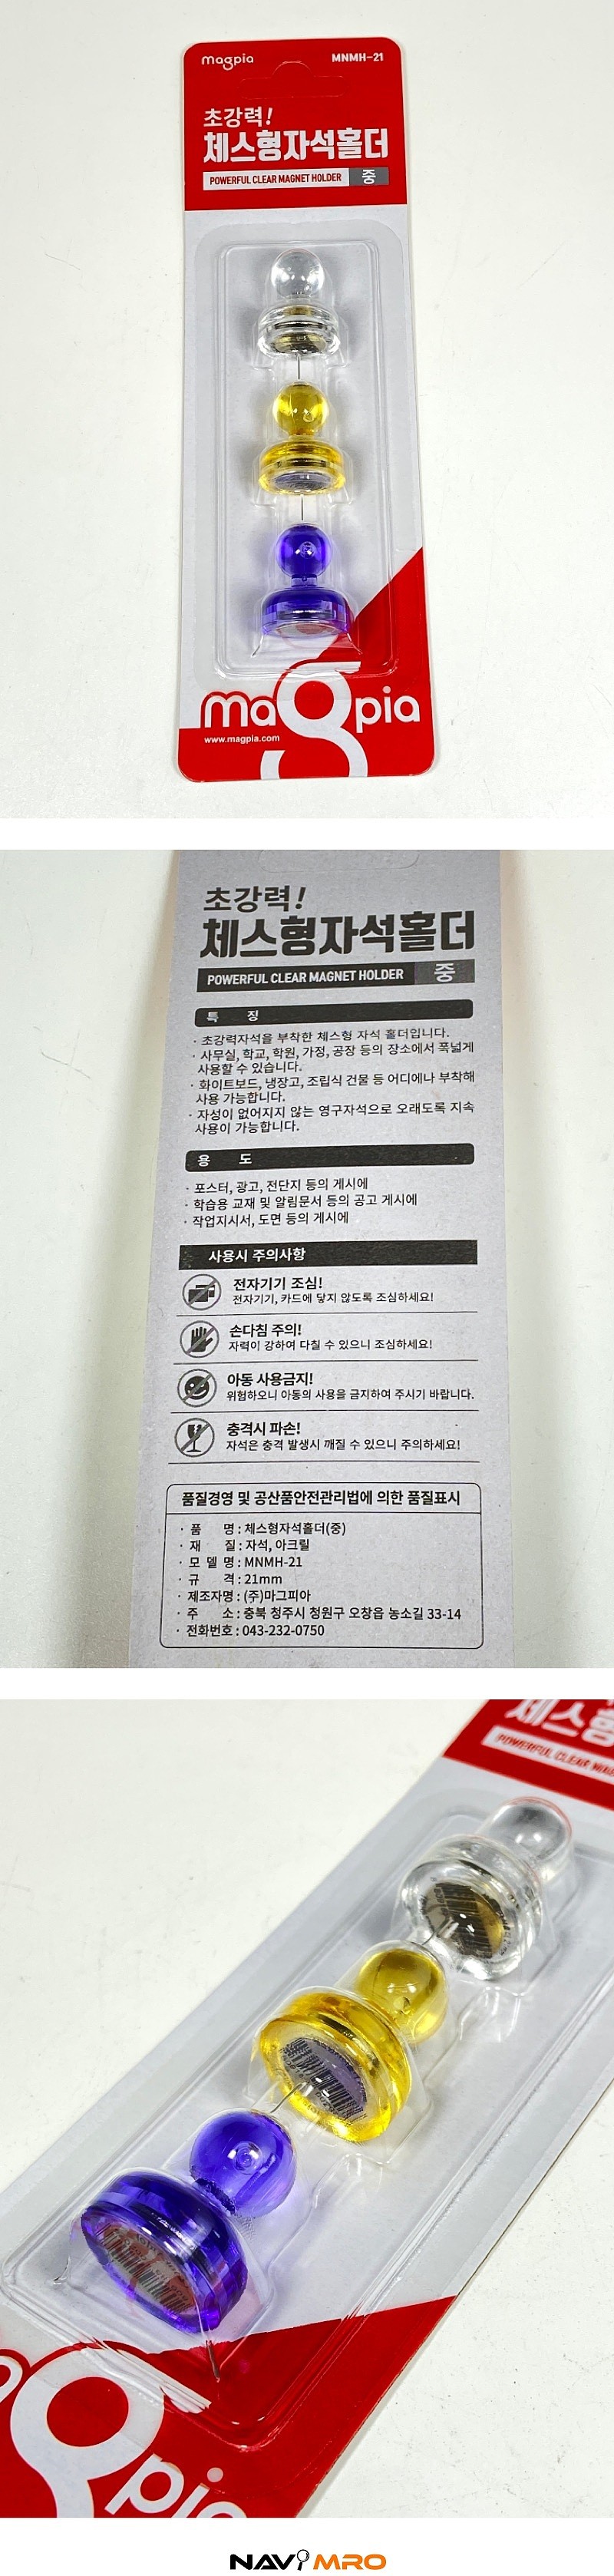 magpia
MNMH-21
초강력!
체스형자석홀더
POWERFUL CLEAR MAGNET HOLDER 중
magpia
www.magpia.com
초강력!
체스형자석홀더
POWERFUL CLEAR MAGNET HOLDER 중
특 징
· 초강력자석을 부착한 체스형 자석 홀더입니다.
· 사무실, 학교, 학원, 가정, 공장 등의 장소에서 폭넓게
사용할 수 있습니다.
· 화이트보드, 냉장고, 조립식 건물 등 어디에나 부착해
사용 가능합니다.
· 자성이 없어지지 않는 영구자석으로 오래도록 지속
사용이 가능합니다.
용 도
· 포스터, 광고, 전단지 등의 게시에
· 학습용 교재 및 알림문서 등의 공고 게시에
· 작업지시서, 도면 등의 게시에
사용시 주의사항
전자기기 조심!
전자기기, 카드에 닿지 않도록 조심하세요!
손다침 주의!
자력이 강하여 다칠 수 있으니 조심하세요!
아동 사용금지!
위험하오니 아동의 사용을 금지하여 주시기 바랍니다.
충격시 파손!
자석은 충격 발생시 깨질 수 있으니 주의하세요!
품질경영 및 공산품안전관리법에 의한 품질표시
· 품 명 : 체스형자석홀더(중)
· 재 질 : 자석, 아크릴
· 모 델 명 : MNMH-21
· 규 격 : 21mm
· 제조자명 : (주)마그피아
· 주 소 : 충북 청주시 청원구 오창읍 농소길 33-14
· 전화번호 : 043-232-0750
체스형
POWERFUL CLEAR
magpia
NAVIMRO